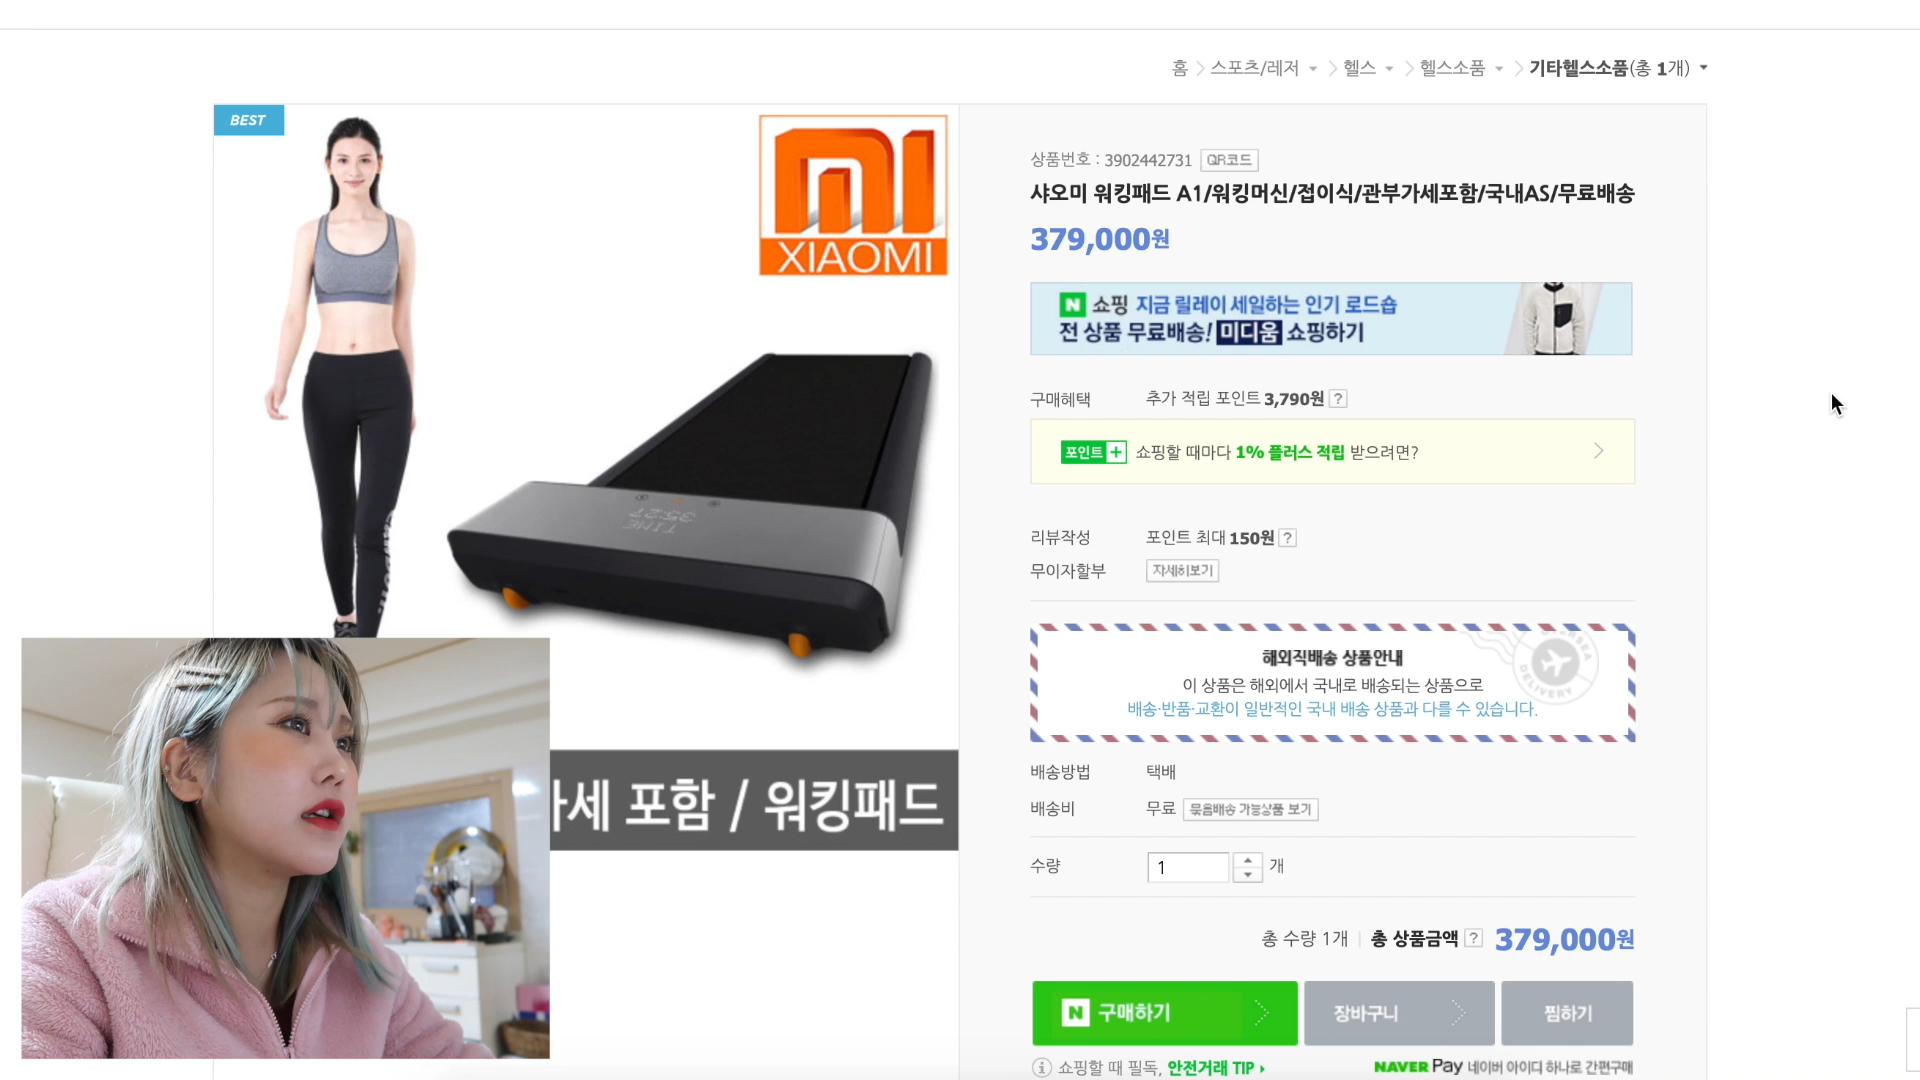 홈 스포츠/레저 헬스 헬스소품 기타헬스소품(총 1개)
BEST
mi
XIAOMI
TIME 35:27
가세 포함 / 워킹패드
상품번호 : 3902442731 QR코드
샤오미 워킹패드 A1/워킹머신/접이식/관부가세포함/국내AS/무료배송
379,000원
N 쇼핑 지금 릴레이 세일하는 인기 로드숍
전 상품 무료배송! 미디움 쇼핑하기
구매혜택 추가 적립 포인트 3,790원 ?
포인트 + 쇼핑할 때마다 1% 플러스 적립 받으려면?
리뷰작성 포인트 최대 150원 ?
무이자할부 자세히보기
해외직배송 상품안내
이 상품은 해외에서 국내로 배송되는 상품으로
배송·반품·교환이 일반적인 국내 배송 상품과 다를 수 있습니다.
DELIVERY
배송방법 택배
배송비 무료 묶음배송 가능상품 보기
수량 1 개
총 수량 1개 총 상품금액 ? 379,000원
N 구매하기 장바구니 찜하기
쇼핑할 때 필독, 안전거래 TIP
NAVER Pay 네이버 아이디 하나로 간편구매